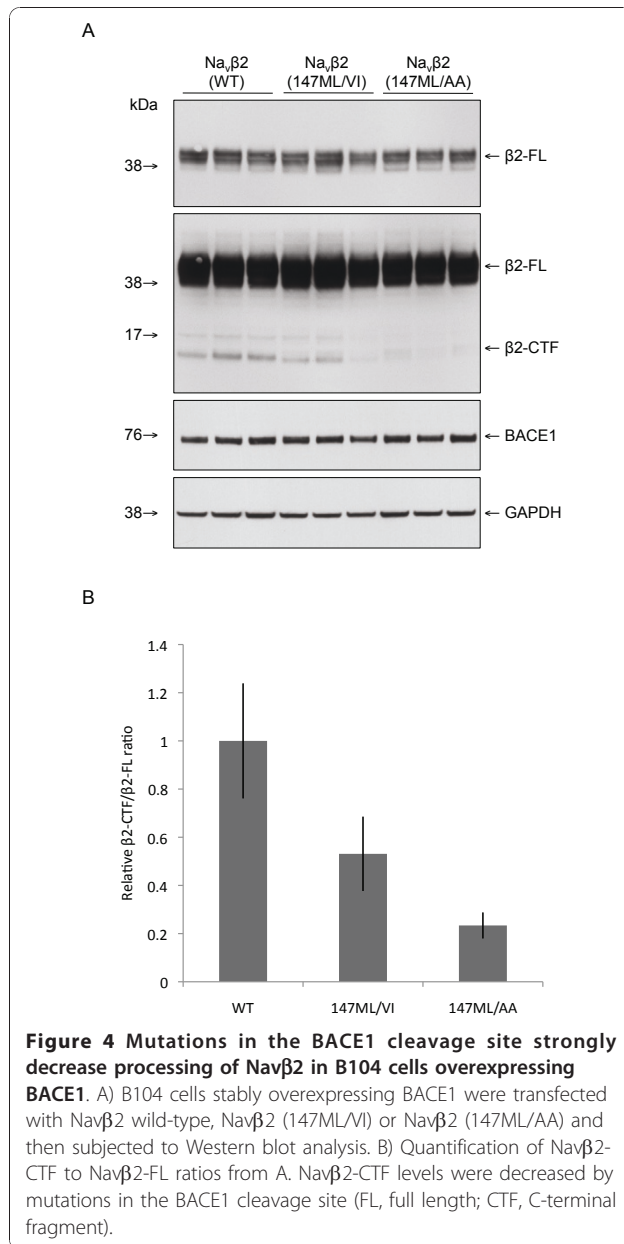 A
Naᵥβ2 Naᵥβ2 Naᵥβ2
(WT) (147ML/VI) (147ML/AA)
kDa
38→ ← β2-FL
← β2-FL
38→
17→
← β2-CTF
76→ ← BACE1
38→ ← GAPDH
B
Relative β2-CTF/β2-FL ratio
1.4
1.2
1
0.8
0.6
0.4
0.2
0
WT 147ML/VI 147ML/AA
Figure 4 Mutations in the BACE1 cleavage site strongly
decrease processing of Navβ2 in B104 cells overexpressing
BACE1. A) B104 cells stably overexpressing BACE1 were transfected
with Navβ2 wild-type, Navβ2 (147ML/VI) or Navβ2 (147ML/AA) and
then subjected to Western blot analysis. B) Quantification of Navβ2-
CTF to Navβ2-FL ratios from A. Navβ2-CTF levels were decreased by
mutations in the BACE1 cleavage site (FL, full length; CTF, C-terminal
fragment).